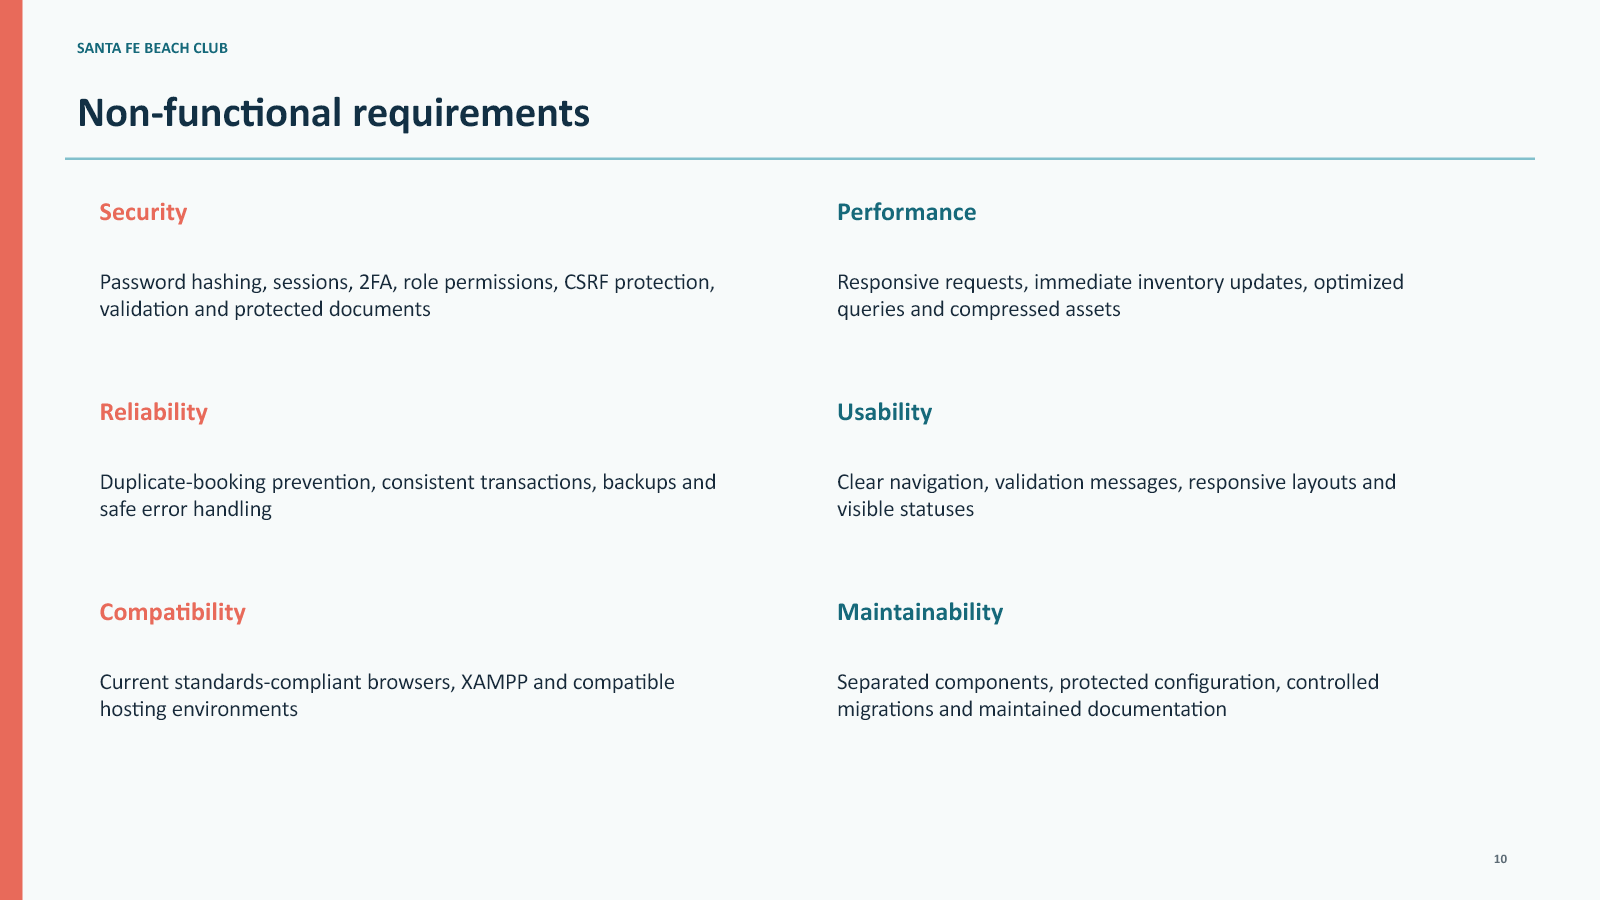 SANTA FE BEACH CLUB
Non-functional requirements
Security
Password hashing, sessions, 2FA, role permissions, CSRF protection,
validation and protected documents
Performance
Responsive requests, immediate inventory updates, optimized
queries and compressed assets
Reliability
Duplicate-booking prevention, consistent transactions, backups and
safe error handling
Usability
Clear navigation, validation messages, responsive layouts and
visible statuses
Compatibility
Current standards-compliant browsers, XAMPP and compatible
hosting environments
Maintainability
Separated components, protected configuration, controlled
migrations and maintained documentation
10